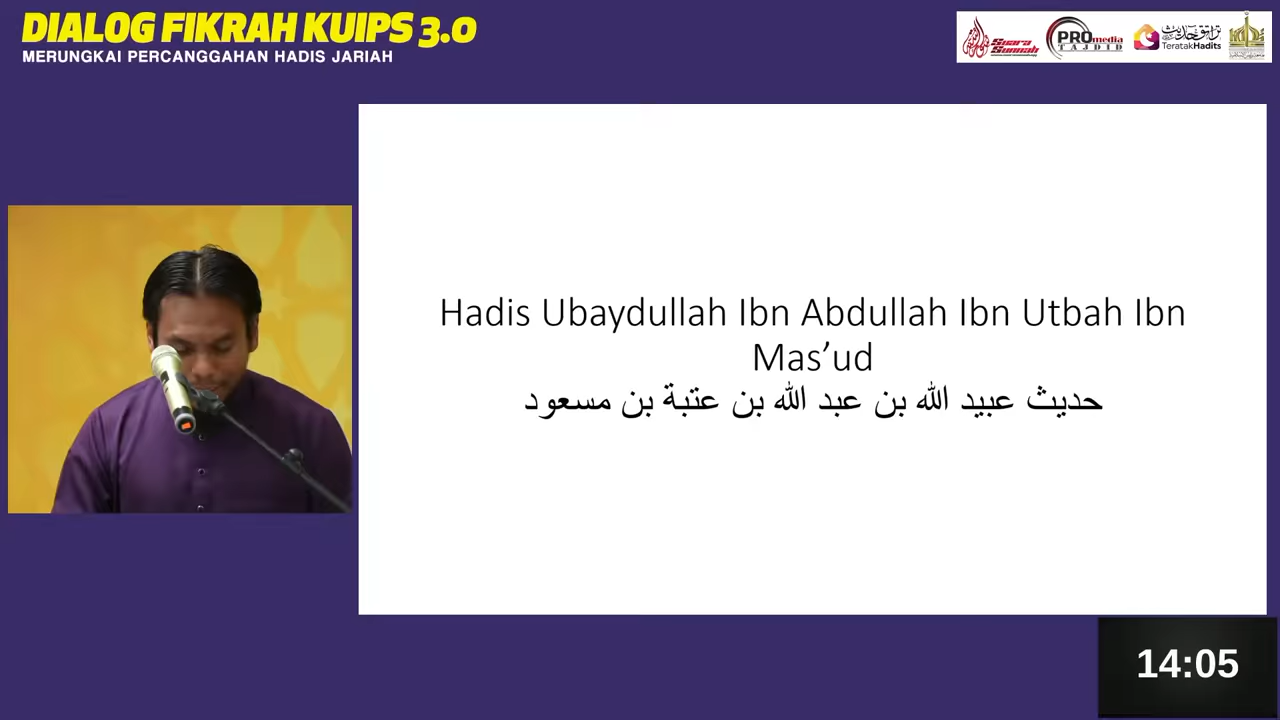 DIALOG FIKRAH KUIPS 3.0
MERUNGKAI PERCANGGAHAN HADIS JARIAH
Suara Sunnah
PROmedia
TAJDID
TeratakHadits
Hadis Ubaydullah Ibn Abdullah Ibn Utbah Ibn
Mas’ud
حديث عبيد الله بن عبد الله بن عتبة بن مسعود
14:05